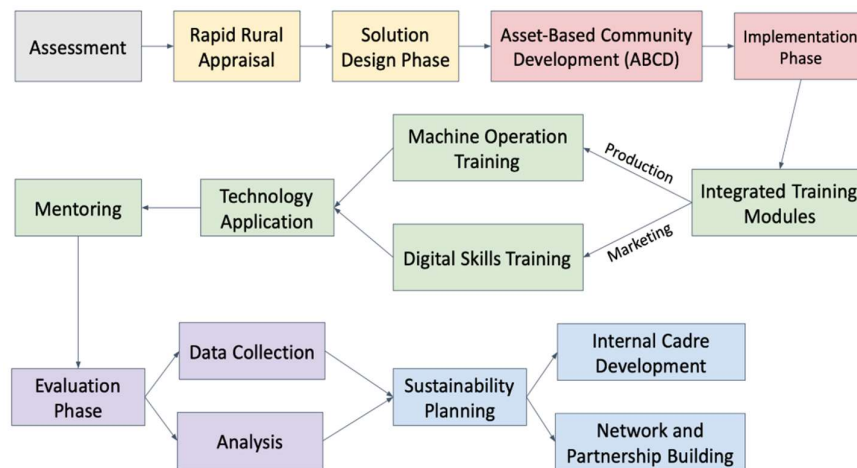 Assessment
Rapid Rural
Appraisal
Solution
Design Phase
Asset-Based Community
Development (ABCD)
Implementation
Phase
Integrated Training
Modules
Production
Marketing
Machine Operation
Training
Digital Skills Training
Technology
Application
Mentoring
Evaluation
Phase
Data Collection
Analysis
Sustainability
Planning
Internal Cadre
Development
Network and
Partnership Building